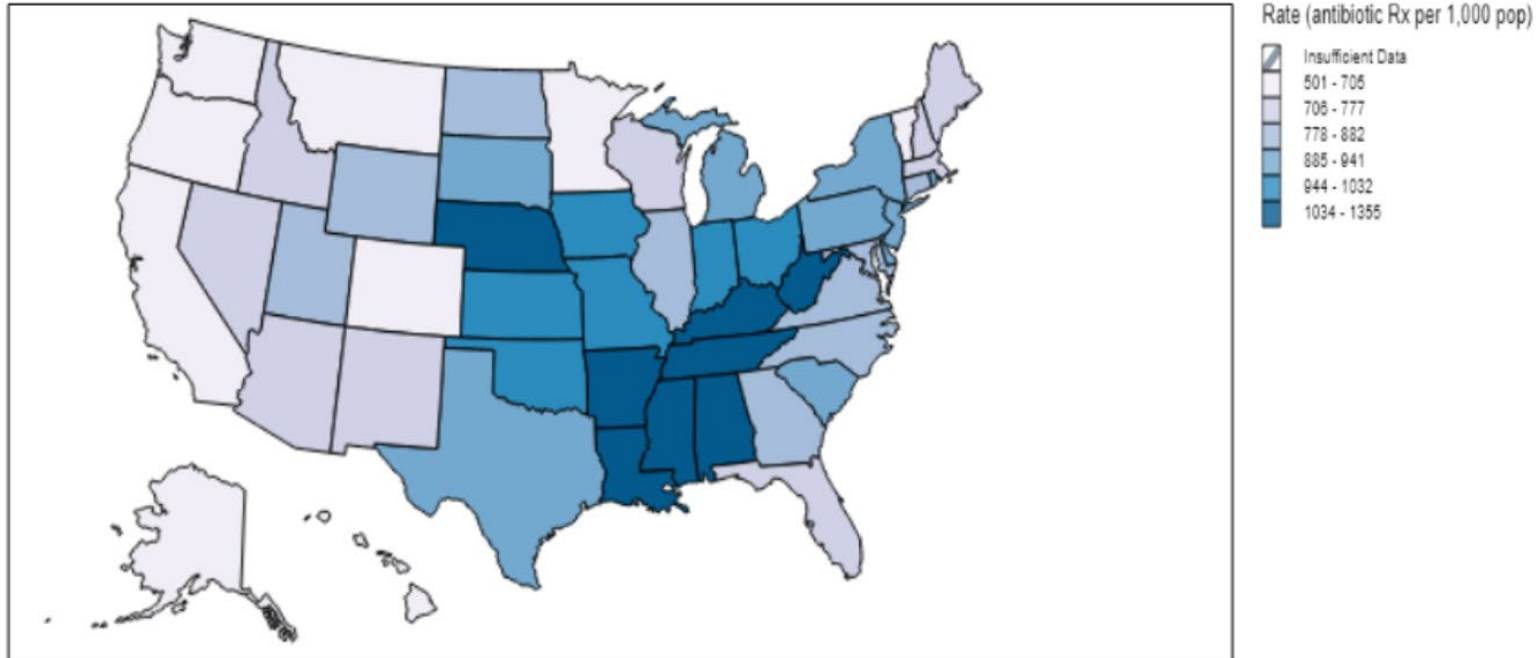 Rate (antibiotic Rx per 1,000 pop)
Insufficient Data
501 - 705
706 - 777
778 - 882
885 - 941
944 - 1032
1034 - 1355